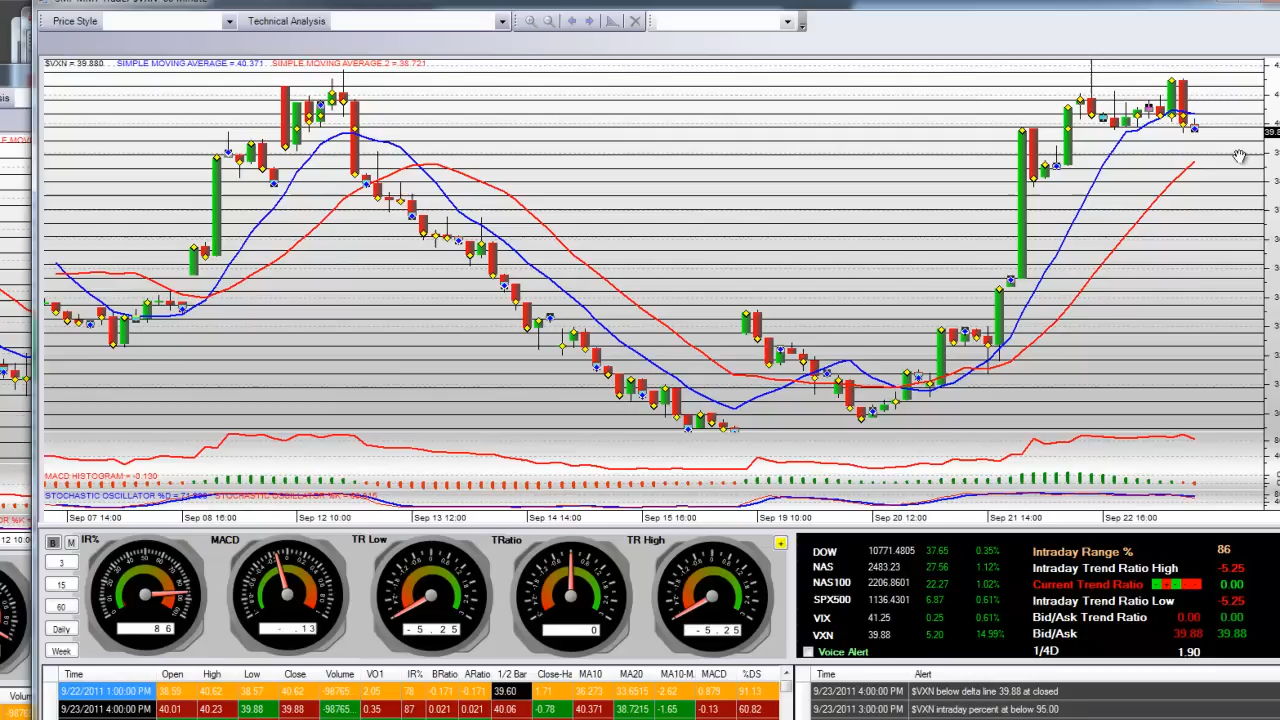 Price Style Technical Analysis
$VXN = 39.880 SIMPLE MOVING AVERAGE = 40.371 SIMPLE MOVING AVERAGE 2 = 38.721
39.8
MACD HISTOGRAM = -0.130
STOCHASTIC OSCILLATOR %D = STOCHASTIC OSCILLATOR %K =
Sep 07 14:00 Sep 08 16:00 Sep 12 10:00 Sep 13 12:00 Sep 14 14:00 Sep 15 16:00 Sep 19 10:00 Sep 20 12:00 Sep 21 14:00 Sep 22 16:00
B M IR% MACD TR Low TRatio TR High
3
15
60
Daily
Week
86 -.13 -5.25 0 -5.25
DOW 10771.4805 37.65 0.35%
NAS 2483.23 27.56 1.12%
NAS100 2206.8601 22.27 1.02%
SPX500 1136.4301 6.87 0.61%
VIX 41.25 0.25 0.61%
VXN 39.88 5.20 14.99%
Voice Alert
Intraday Range % 86
Intraday Trend Ratio High -5.25
Current Trend Ratio 0.00
Intraday Trend Ratio Low -5.25
Bid/Ask Trend Ratio 0.00 0.00
Bid/Ask 39.88 39.88
1/4D 1.90
Time Open High Low Close Volume VO1 IR% BRatio ARatio 1/2 Bar Close-Ha MA10 MA20 MA10-M. MACD %DS
9/22/2011 1:00:00 PM 38.59 40.62 38.57 40.62 -98765 2.05 78 -0.171 -0.171 39.60 1.71 38.273 33.6515 -2.62 0.879 91.13
9/23/2011 4:00:00 PM 40.01 40.23 39.88 39.88 -98765... 0.35 87 0.021 0.021 40.06 -0.78 40.371 38.7215 -1.65 -0.13 60.82
Time Alert
9/23/2011 4:00:00 PM $VXN below delta line 39.88 at closed
9/23/2011 3:00:00 PM $VXN intraday percent at below 95.00